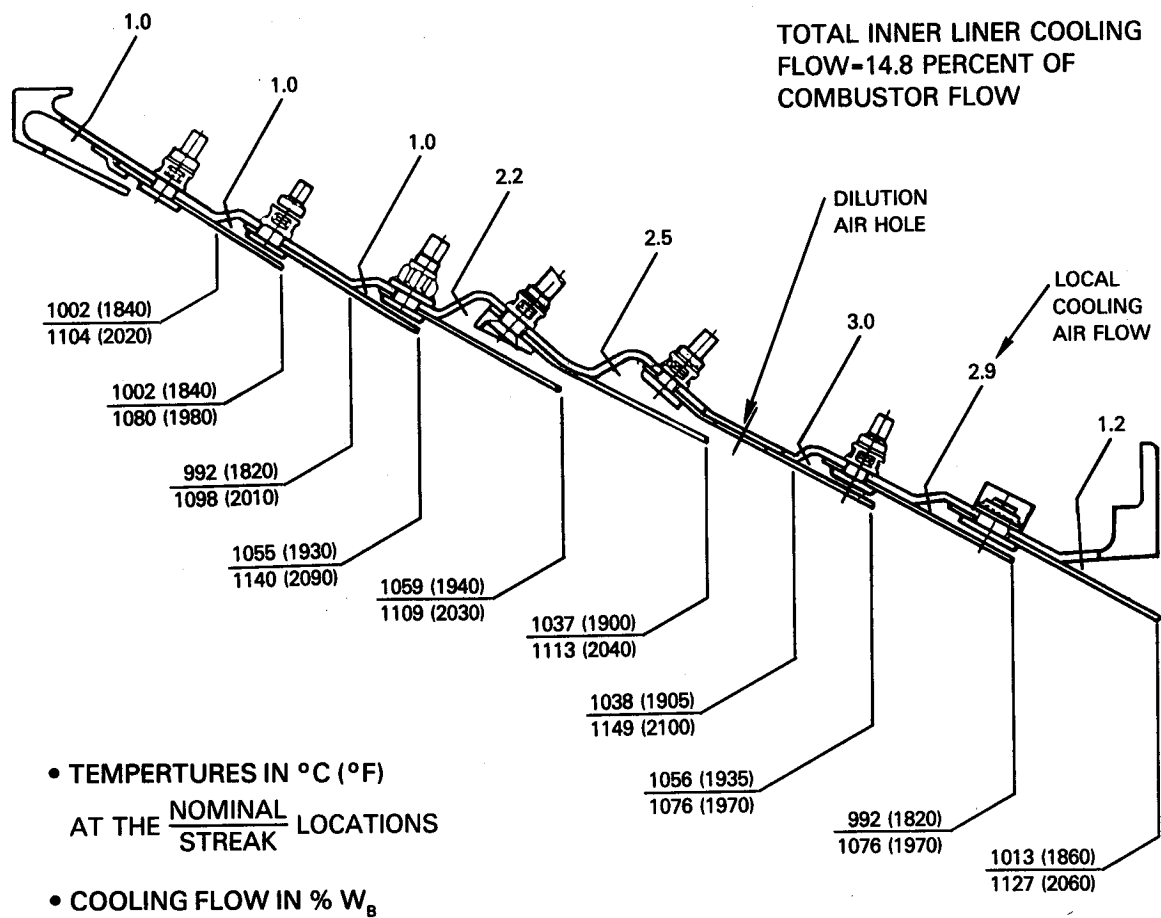 TOTAL INNER LINER COOLING
FLOW=14.8 PERCENT OF
COMBUSTOR FLOW
1.0
1.0
1.0
2.2
2.5
DILUTION
AIR HOLE
3.0
LOCAL
COOLING
AIR FLOW
2.9
1.2
1002 (1840)
1104 (2020)
1002 (1840)
1080 (1980)
992 (1820)
1098 (2010)
1055 (1930)
1140 (2090)
1059 (1940)
1109 (2030)
1037 (1900)
1113 (2040)
1038 (1905)
1149 (2100)
1056 (1935)
1076 (1970)
992 (1820)
1076 (1970)
1013 (1860)
1127 (2060)
• TEMPERTURES IN °C (°F)
AT THE NOMINAL/STREAK LOCATIONS
• COOLING FLOW IN % W_B